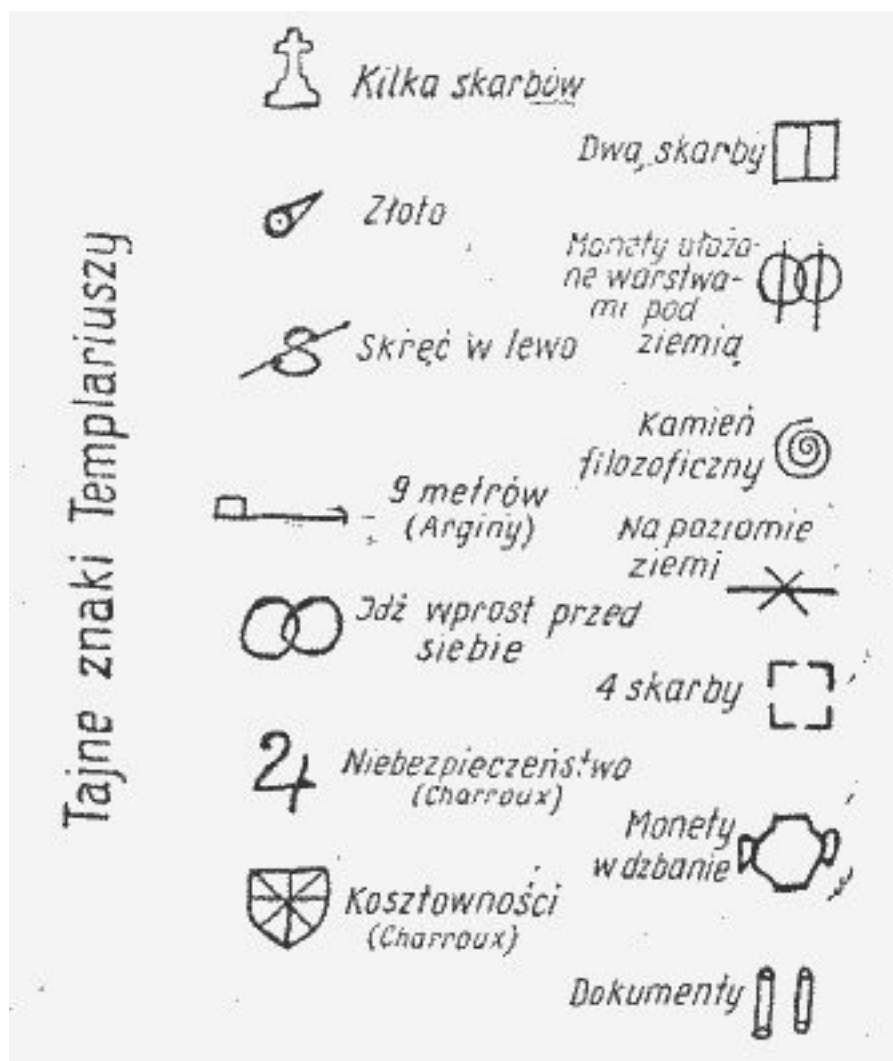 Tajne znaki Templariuszy
Kilka skarbów
Złoto
Skręć w lewo
9 metrów
(Arginy)
Jdź wprost przed
siebie
Niebezpieczeństwo
(Charroux)
Kosztowności
(Charroux)
Dwa skarby
Monety ułożo-
ne warstwa-
mi pod
ziemią
Kamień
filozoficzny
Na poziomie
ziemi
4 skarby
Monety
w dzbanie
Dokumenty